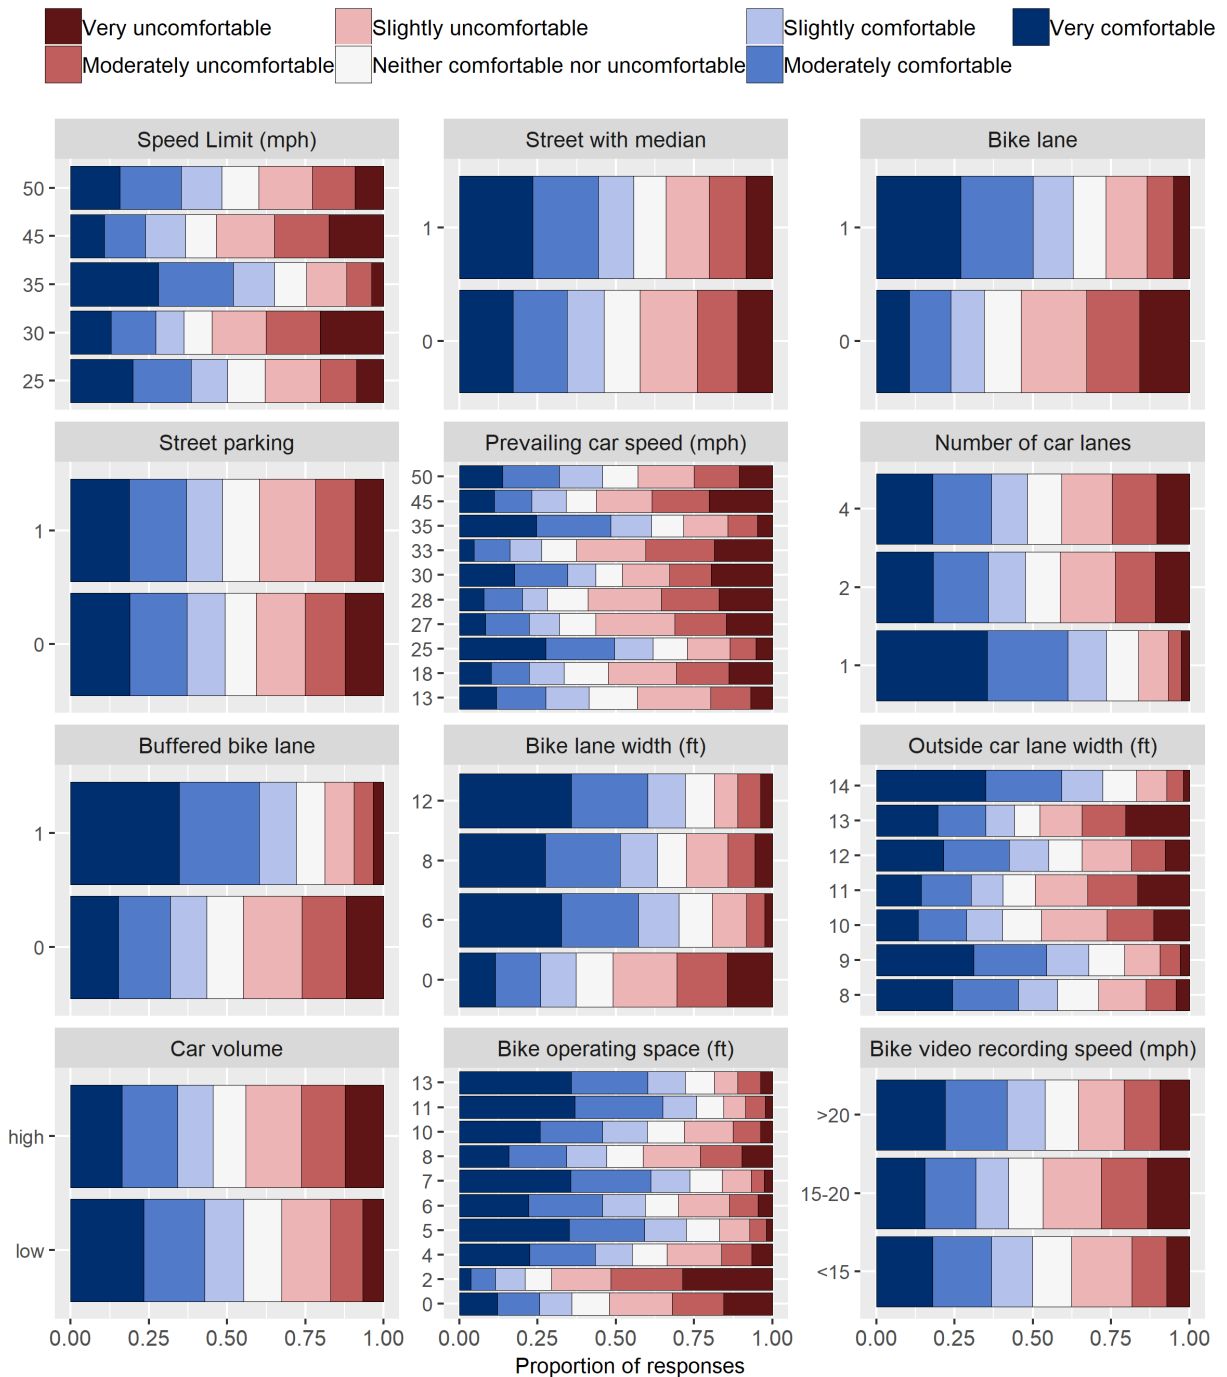 Very uncomfortable
Slightly uncomfortable
Slightly comfortable
Very comfortable
Moderately uncomfortable
Neither comfortable nor uncomfortable
Moderately comfortable
Speed Limit (mph)
50
45
35
30
25
Street with median
1
0
Bike lane
1
0
Street parking
1
0
Prevailing car speed (mph)
50
45
35
33
30
28
27
25
18
13
Number of car lanes
4
2
1
Buffered bike lane
1
0
Bike lane width (ft)
12
8
6
0
Outside car lane width (ft)
14
13
12
11
10
9
8
Car volume
high
low
0.00 0.25 0.50 0.75 1.00
Bike operating space (ft)
13
11
10
8
7
6
5
4
2
0
0.00 0.25 0.50 0.75 1.00
Bike video recording speed (mph)
>20
15-20
<15
0.00 0.25 0.50 0.75 1.00
Proportion of responses